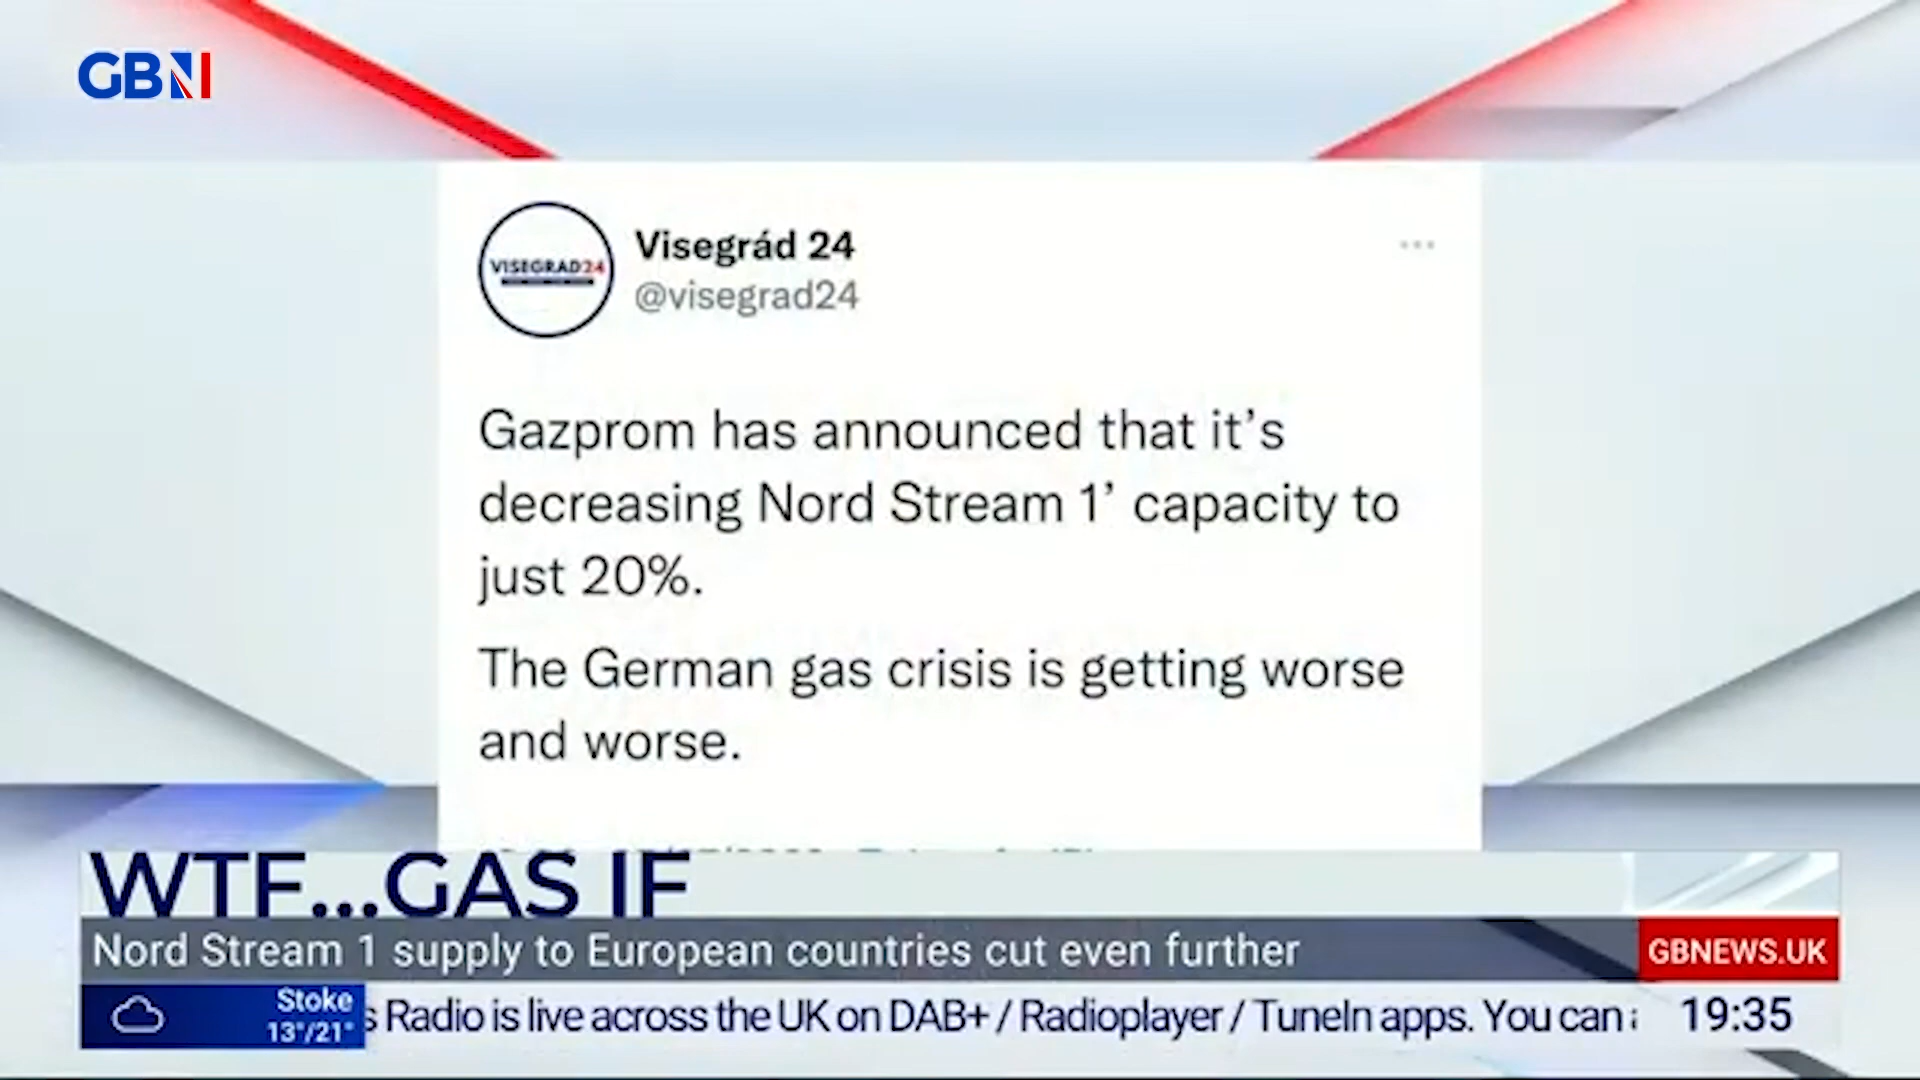 GBN
VISEGRAD24
Visegrád 24
@visegrad24
Gazprom has announced that it’s
decreasing Nord Stream 1’ capacity to
just 20%.
The German gas crisis is getting worse
and worse.
WTF...GAS IF
Nord Stream 1 supply to European countries cut even further
GBNEWS.UK
Stoke
13°/21°
s Radio is live across the UK on DAB+ / Radioplayer / TuneIn apps. You can
19:35